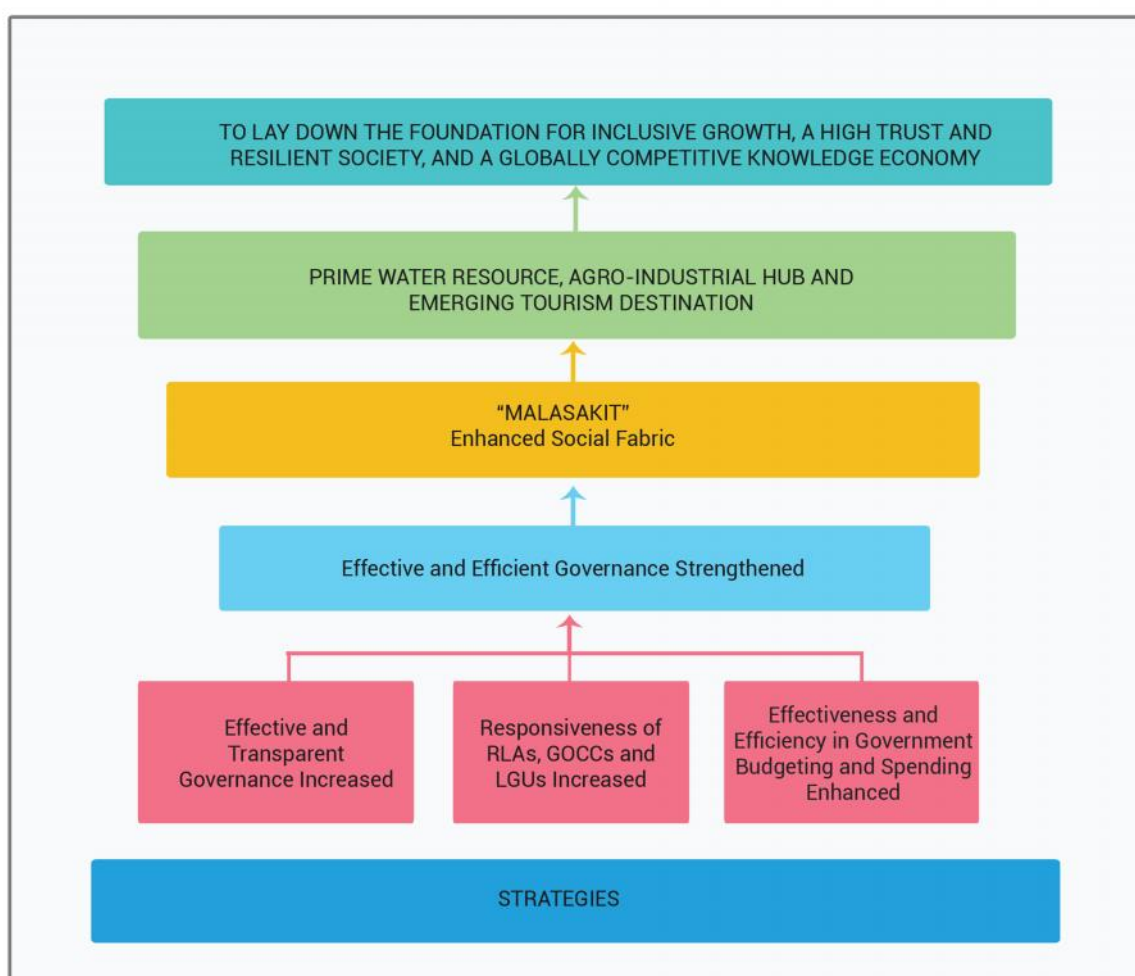 TO LAY DOWN THE FOUNDATION FOR INCLUSIVE GROWTH, A HIGH TRUST AND
RESILIENT SOCIETY, AND A GLOBALLY COMPETITIVE KNOWLEDGE ECONOMY
PRIME WATER RESOURCE, AGRO-INDUSTRIAL HUB AND
EMERGING TOURISM DESTINATION
“MALASAKIT”
Enhanced Social Fabric
Effective and Efficient Governance Strengthened
Effective and
Transparent
Governance Increased
Responsiveness of
RLAs, GOCCs and
LGUs Increased
Effectiveness and
Efficiency in Government
Budgeting and Spending
Enhanced
STRATEGIES